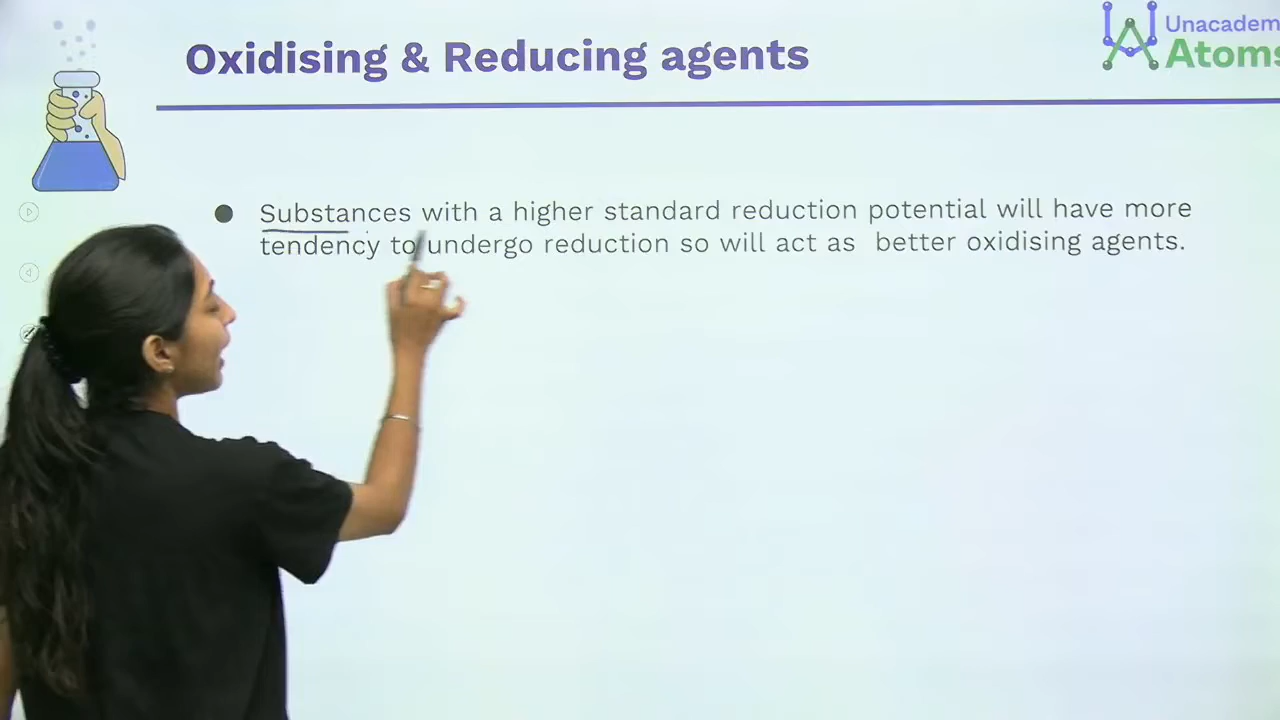 Oxidising & Reducing agents
Unacadem
Atoms
Substances with a higher standard reduction potential will have more
tendency to undergo reduction so will act as better oxidising agents.